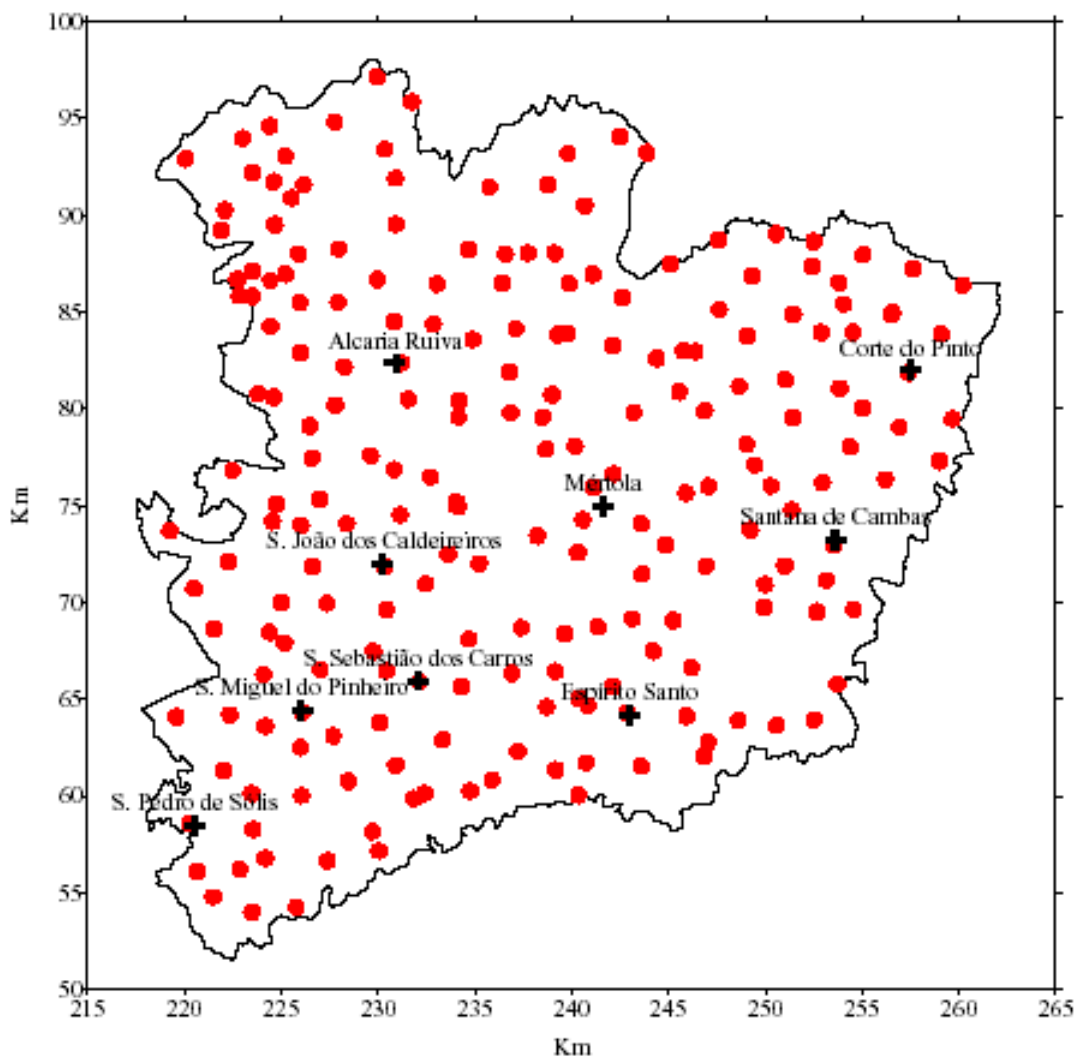 100
95
90
85
Alcaria Ruiva
Corte do Pinto
80
Km
75
Mértola
Santana de Cambas
S. João dos Caldeireiros
70
S. Sebastião dos Carros
65
S. Miguel do Pinheiro
Espírito Santo
60
S. Pedro de Sólis
55
50
215 220 225 230 235 240 245 250 255 260 265
Km